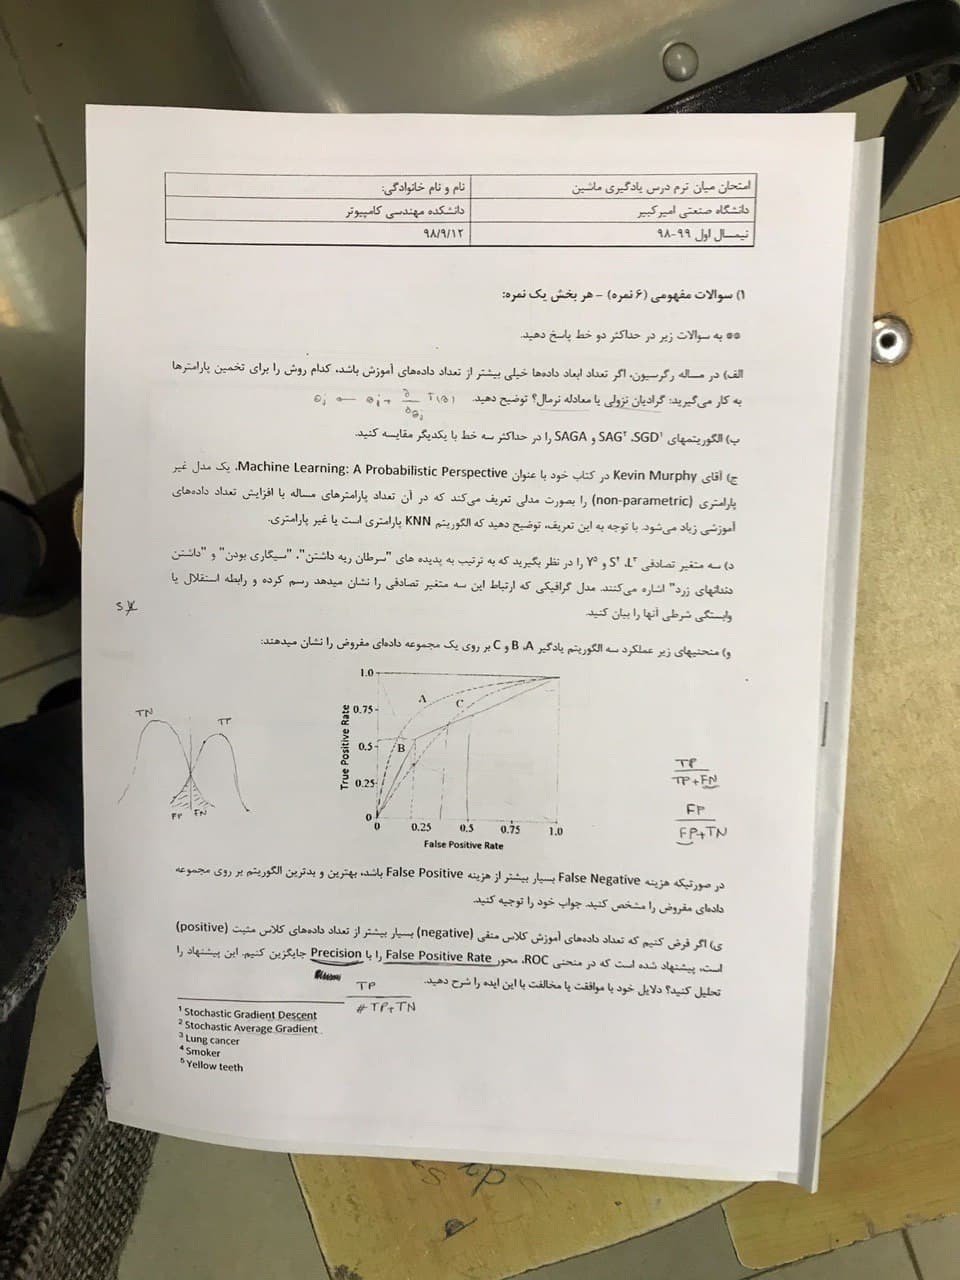 امتحان میان ترم درس یادگیری ماشین
نام و نام خانوادگی:
دانشگاه صنعتی امیرکبیر
دانشکده مهندسی کامپیوتر
نیمسال اول ۹۹-۹۸
۹۸/۹/۱۲
۱) سوالات مفهومی (۶ نمره) - هر بخش یک نمره:
** به سوالات زیر در حداکثر دو خط پاسخ دهید.
الف) در مساله رگرسیون، اگر تعداد ابعاد دادهها خیلی بیشتر از تعداد دادههای آموزش باشد، کدام روش را برای تخمین پارامترها
به کار میگیرید: گرادیان نزولی یا معادله نرمال؟ توضیح دهید.
ب) الگوریتمهای SGD¹، SAG² و SAGA را در حداکثر سه خط با یکدیگر مقایسه کنید.
ج) آقای Kevin Murphy در کتاب خود با عنوان Machine Learning: A Probabilistic Perspective، یک مدل غیر
پارامتری (non-parametric) را بصورت مدلی تعریف میکند که در آن تعداد پارامترهای مساله با افزایش تعداد دادههای
آموزشی زیاد میشود. با توجه به این تعریف، توضیح دهید که الگوریتم KNN پارامتری است یا غیر پارامتری.
د) سه متغیر تصادفی L³، S⁴ و Y⁵ را در نظر بگیرید که به ترتیب به پدیده های "سرطان ریه داشتن"، "سیگاری بودن" و "داشتن
دندانهای زرد" اشاره میکنند. مدل گرافیکی که ارتباط این سه متغیر تصادفی را نشان میدهد رسم کرده و رابطه استقلال یا
وابستگی شرطی آنها را بیان کنید.
و) منحنیهای زیر عملکرد سه الگوریتم یادگیر A، B و C بر روی یک مجموعه دادهای مفروض را نشان میدهند:
1.0
0.75
0.5
0.25
0
True Positive Rate
A
C
B
0 0.25 0.5 0.75 1.0
False Positive Rate
TN TP
FP FN
TP
TP+FN
FP
FP+TN
در صورتیکه هزینه False Negative بسیار بیشتر از هزینه False Positive باشد، بهترین و بدترین الگوریتم بر روی مجموعه
دادهای مفروض را مشخص کنید. جواب خود را توجیه کنید.
ی) اگر فرض کنیم که تعداد دادههای آموزش کلاس منفی (negative) بسیار بیشتر از تعداد دادههای کلاس مثبت (positive)
است، پیشنهاد شده است که در منحنی ROC، محور False Positive Rate را با Precision جایگزین کنیم. این پیشنهاد را
تحلیل کنید؟ دلایل خود با موافقت یا مخالفت با این ایده را شرح دهید.
TP
# TP+TN
¹ Stochastic Gradient Descent
² Stochastic Average Gradient
³ Lung cancer
⁴ Smoker
⁵ Yellow teeth